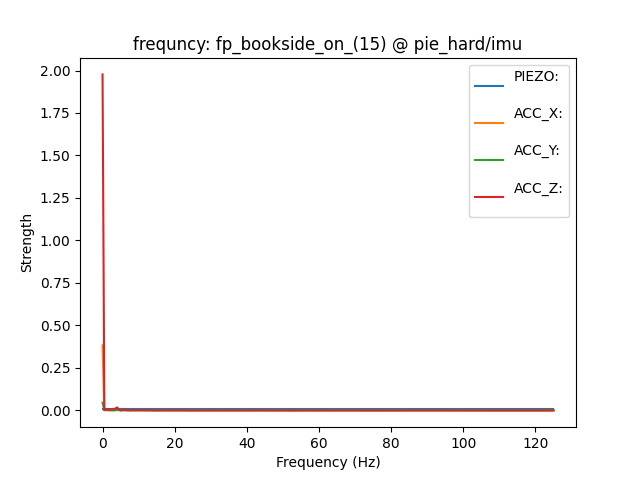 frequncy: fp_bookside_on_(15) @ pie_hard/imu
2.00
1.75
1.50
1.25
1.00
0.75
0.50
0.25
0.00
Strength
PIEZO:
ACC_X:
ACC_Y:
ACC_Z:
0 20 40 60 80 100 120
Frequency (Hz)